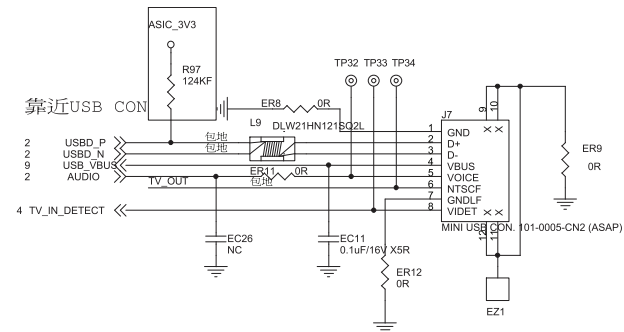 ASIC_3V3
R97
124KF
TP32 TP33 TP34
靠近USB CON
ER8 0R
L9
DLW21HN121SQ2L
J7
9 10
ER9
0R
2 USBD_P 包地 1 GND
2 USBD_N 包地 2 D+
9 USB_VBUS 3 D-
2 AUDIO ER11 0R 4 VBUS
TV_OUT 包地 5 VOICE
6 NTSCF
7 GNDLF
4 TV_IN_DETECT 8 VIDET
12 11
MINI USB CON. 101-0005-CN2 (ASAP)
EC26
NC
EC11
0.1uF/16V X5R
ER12
0R
EZ1